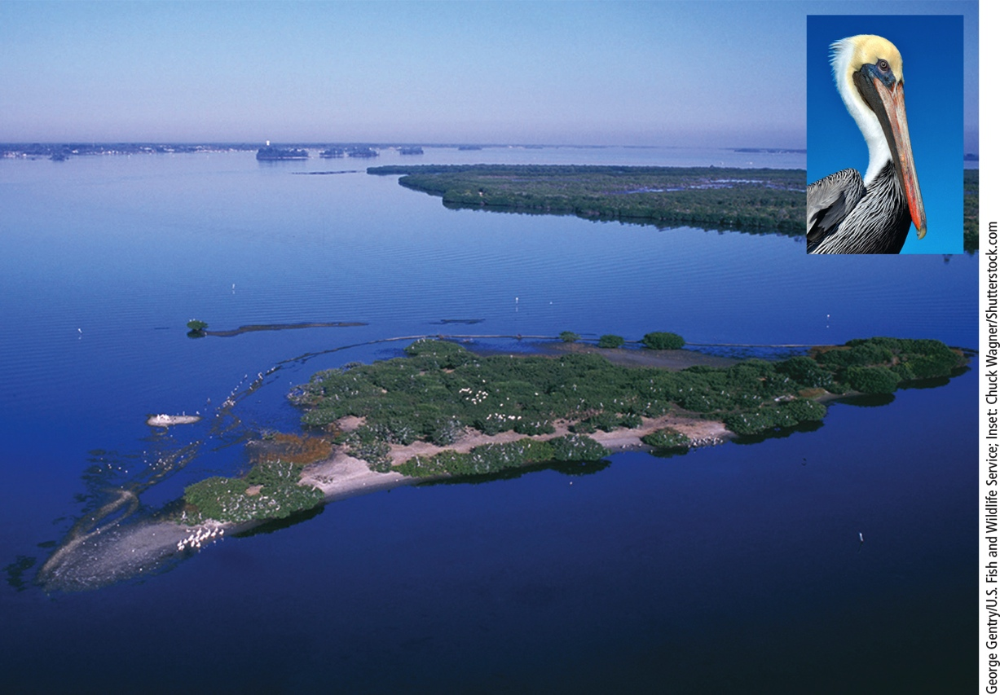 George Gentry/U.S. Fish and Wildlife Service; Inset: Chuck Wagner/Shutterstock.com